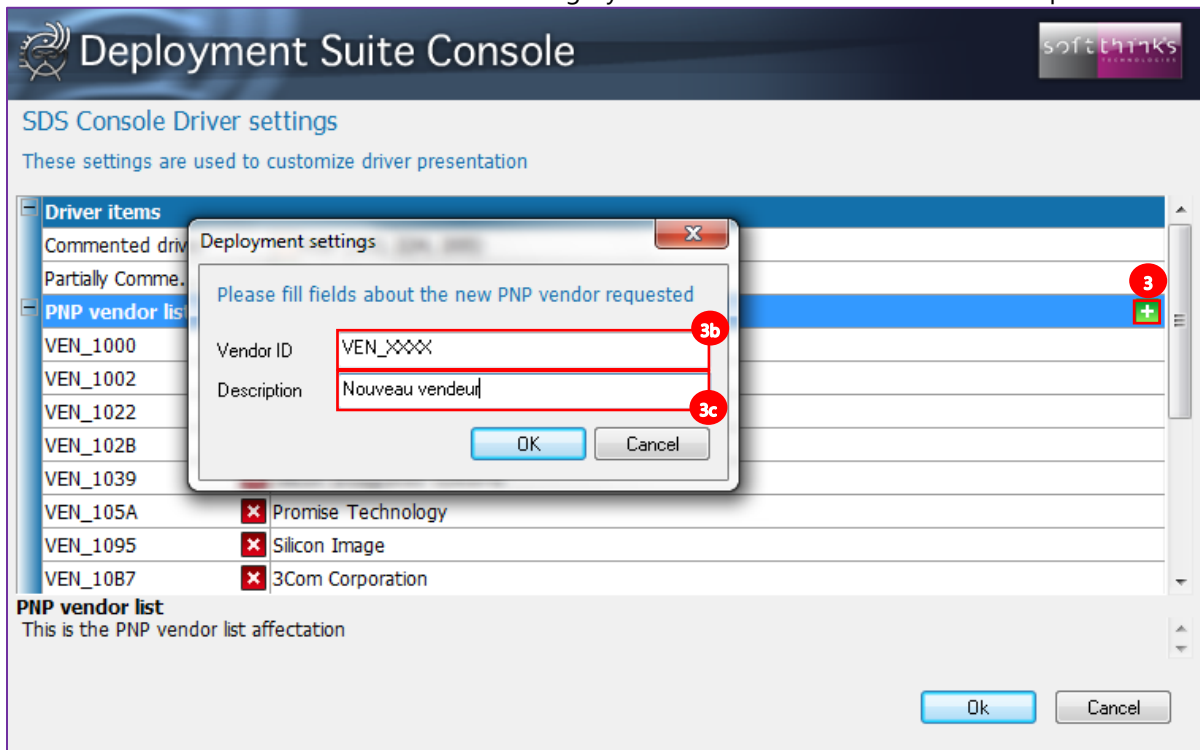 Deployment Suite Console
softthinks
TECHNOLOGIES
SDS Console Driver settings
These settings are used to customize driver presentation
Driver items
Commented driv
Partially Comme.
PNP vendor list
3
VEN_1000
VEN_1002
VEN_1022
VEN_102B
VEN_1039
VEN_105A Promise Technology
VEN_1095 Silicon Image
VEN_10B7 3Com Corporation
Deployment settings
Please fill fields about the new PNP vendor requested
Vendor ID VEN_XXXX
3b
Description Nouveau vendeur
3c
OK Cancel
PNP vendor list
This is the PNP vendor list affectation
Ok Cancel